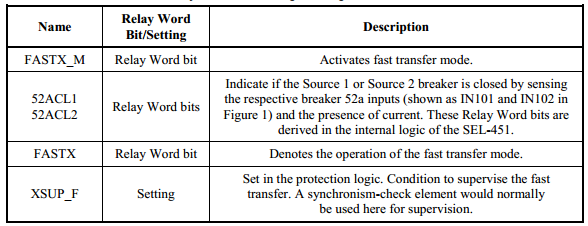 Name
Relay Word
Bit/Setting
Description
FASTX_M
Relay Word bit
Activates fast transfer mode.
52ACL1
52ACL2
Relay Word bits
Indicate if the Source 1 or Source 2 breaker is closed by sensing
the respective breaker 52a inputs (shown as IN101 and IN102 in
Figure 1) and the presence of current. These Relay Word bits are
derived in the internal logic of the SEL-451.
FASTX
Relay Word bit
Denotes the operation of the fast transfer mode.
XSUP_F
Setting
Set in the protection logic. Condition to supervise the fast
transfer. A synchronism-check element would normally
be used here for supervision.